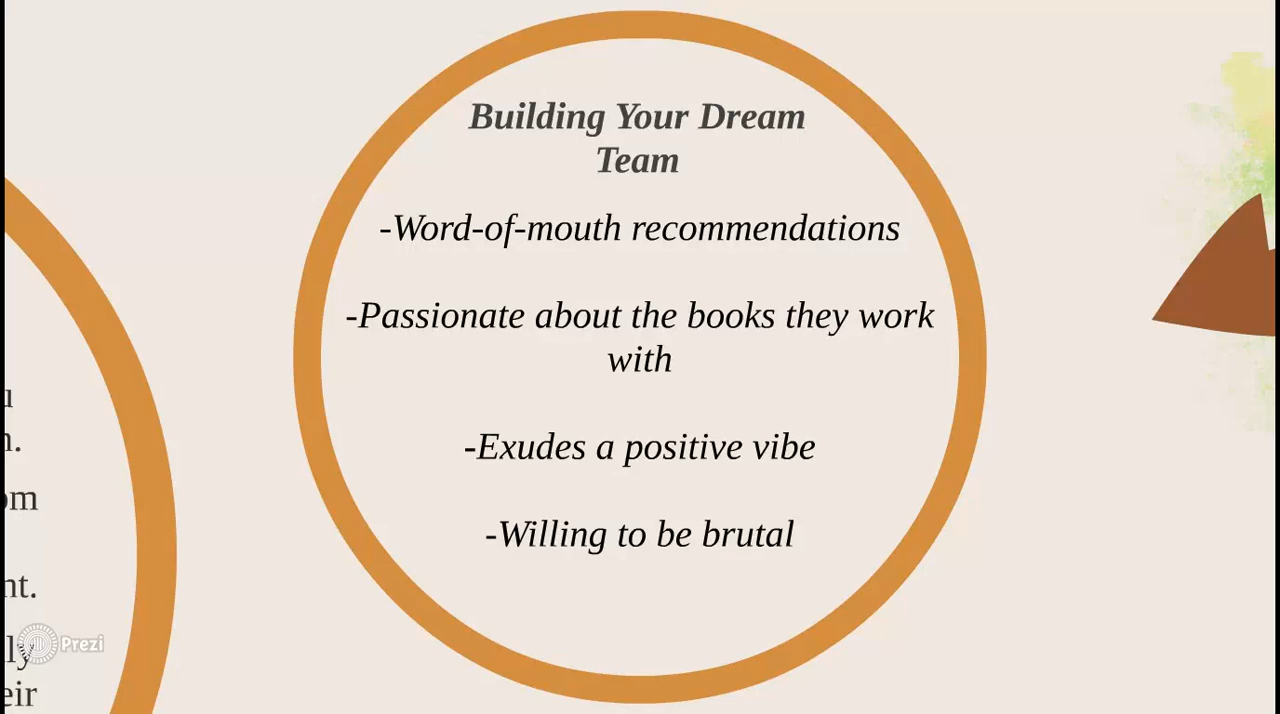 Building Your Dream
Team
-Word-of-mouth recommendations
-Passionate about the books they work
with
-Exudes a positive vibe
-Willing to be brutal
Prezi